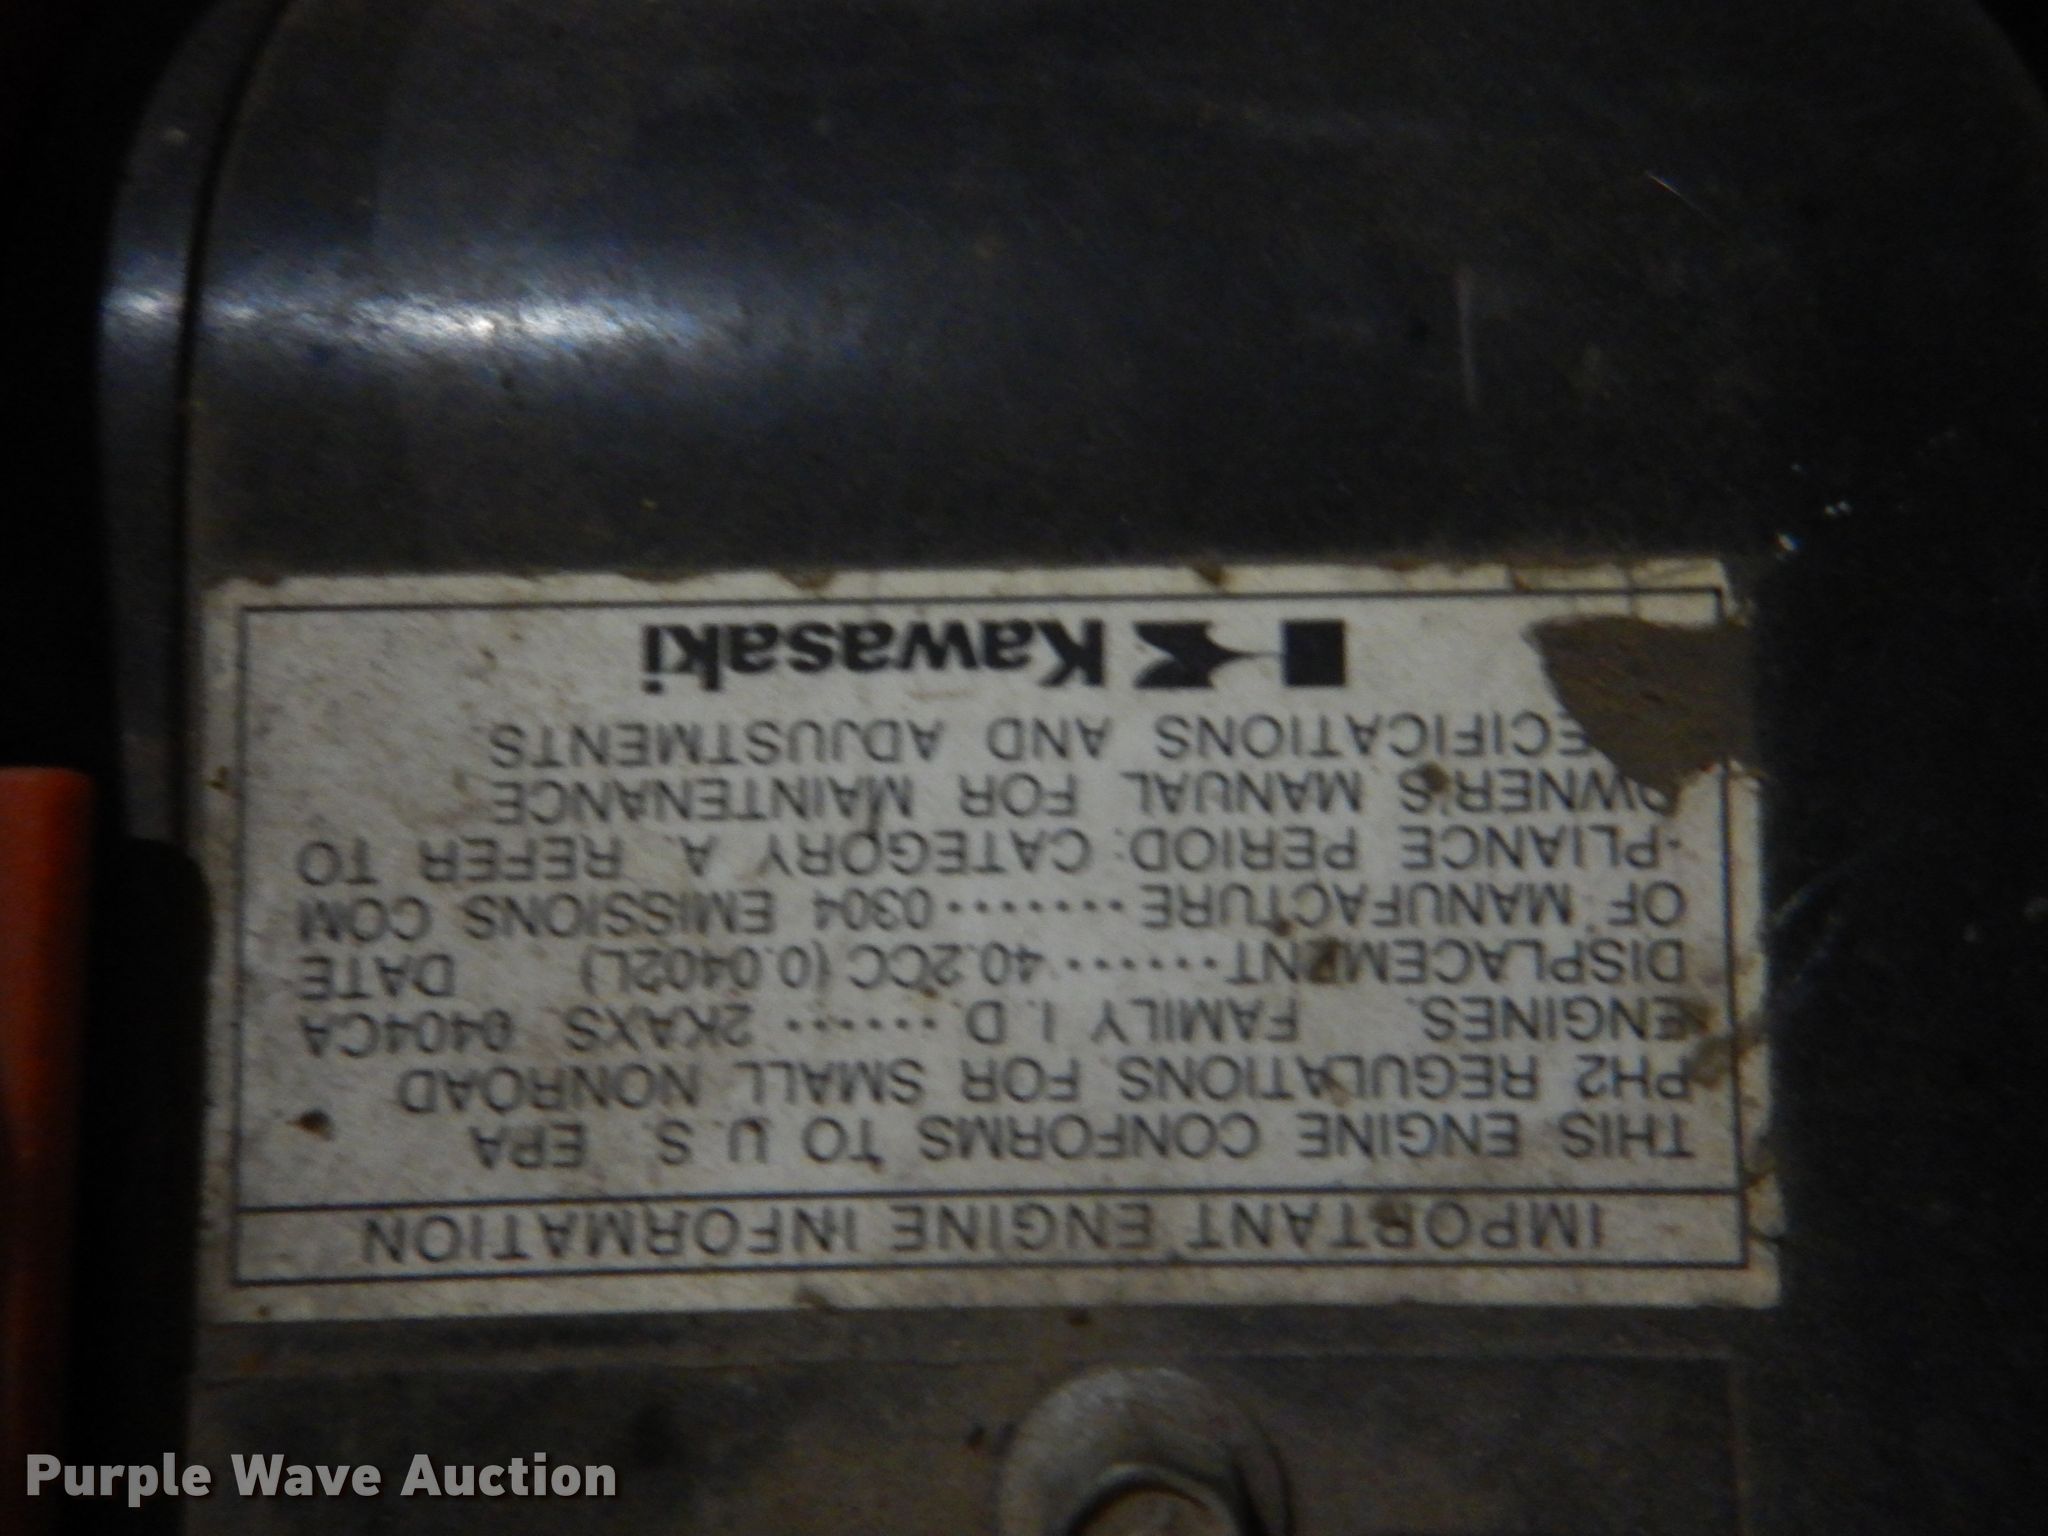 IMPORTANT ENGINE INFORMATION
THIS ENGINE CONFORMS TO U.S. EPA
PH2 REGULATIONS FOR SMALL NONROAD
ENGINES. FAMILY I.D. ······ 2KAXS 0404CA
DISPLACEMENT ······ 40.2CC (0.0402L) DATE
OF MANUFACTURE ······· 0304 EMISSIONS COM
-PLIANCE PERIOD: CATEGORY A. REFER TO
OWNER'S MANUAL FOR MAINTENANCE
ECIFICATIONS AND ADJUSTMENTS.
Kawasaki
Purple Wave Auction